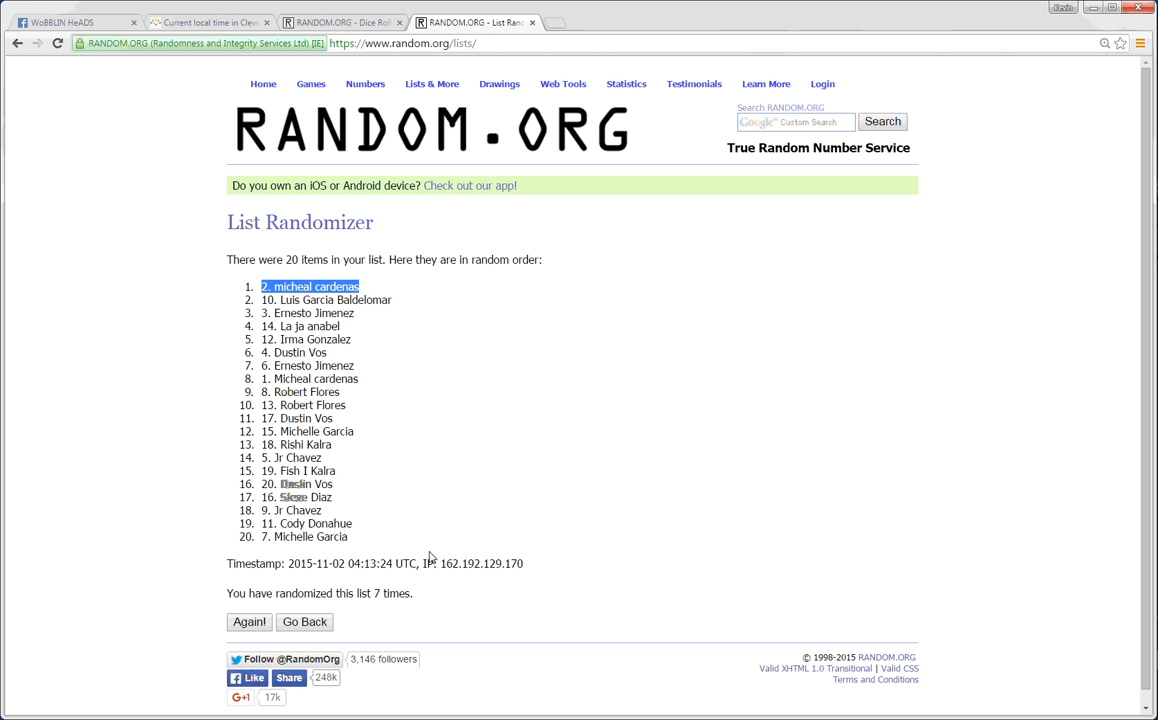 Kevin
WoBBLIN HeADS
Current local time in Clev
RANDOM.ORG - Dice Roll
RANDOM.ORG - List Ran
RANDOM.ORG (Randomness and Integrity Services Ltd) [IE] https://www.random.org/lists/
Home Games Numbers Lists & More Drawings Web Tools Statistics Testimonials Learn More Login
RANDOM.ORG
Search RANDOM.ORG
Google™ Custom Search Search
True Random Number Service
Do you own an iOS or Android device? Check out our app!
List Randomizer
There were 20 items in your list. Here they are in random order:
1. 2. micheal cardenas
2. 10. Luis Garcia Baldelomar
3. 3. Ernesto Jimenez
4. 14. La ja anabel
5. 12. Irma Gonzalez
6. 4. Dustin Vos
7. 6. Ernesto Jimenez
8. 1. Micheal cardenas
9. 8. Robert Flores
10. 13. Robert Flores
11. 17. Dustin Vos
12. 15. Michelle Garcia
13. 18. Rishi Kalra
14. 5. Jr Chavez
15. 19. Fish I Kalra
16. 20. Vos
17. 16. Diaz
18. 9. Jr Chavez
19. 11. Cody Donahue
20. 7. Michelle Garcia
Timestamp: 2015-11-02 04:13:24 UTC, IP: 162.192.129.170
You have randomized this list 7 times.
Again! Go Back
Follow @RandomOrg 3,146 followers
Like Share 248k
G+1 17k
© 1998-2015 RANDOM.ORG
Valid XHTML 1.0 Transitional | Valid CSS
Terms and Conditions